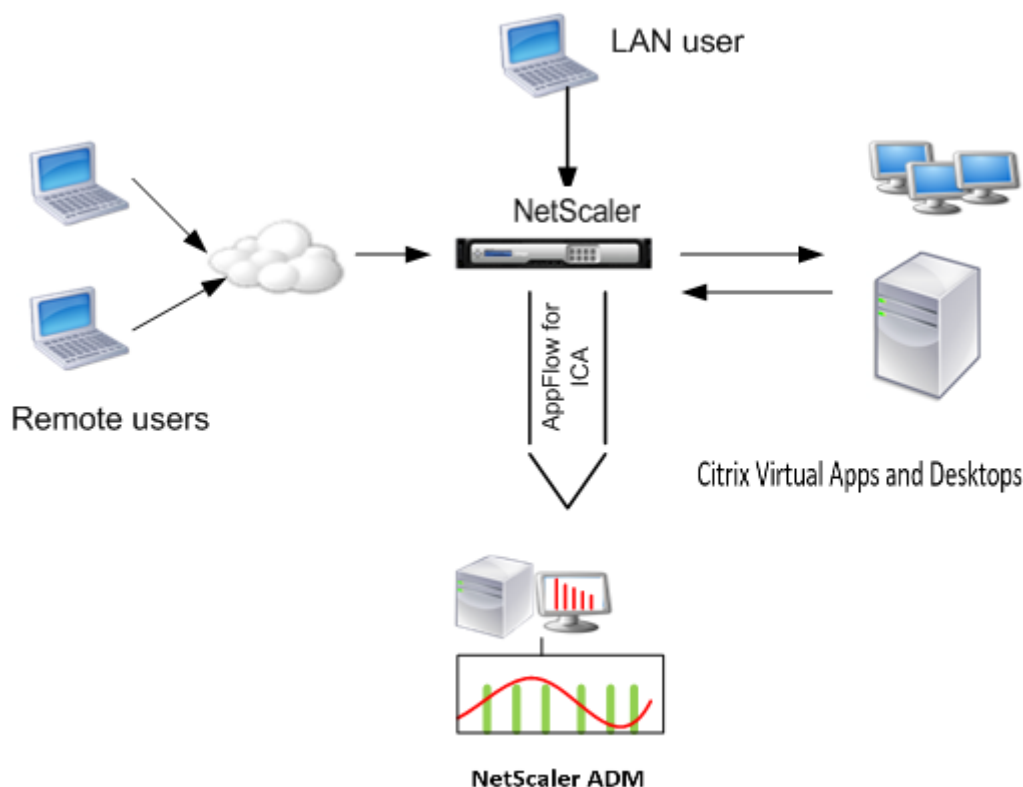 LAN user
NetScaler
Remote users
AppFlow for
ICA
Citrix Virtual Apps and Desktops
NetScaler ADM